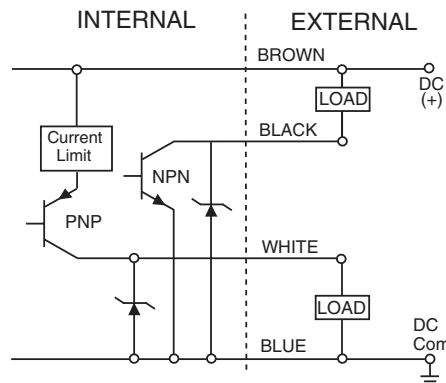 INTERNAL
EXTERNAL
BROWN
DC
(+)
LOAD
BLACK
Current
Limit
NPN
PNP
WHITE
LOAD
DC
Com
BLUE